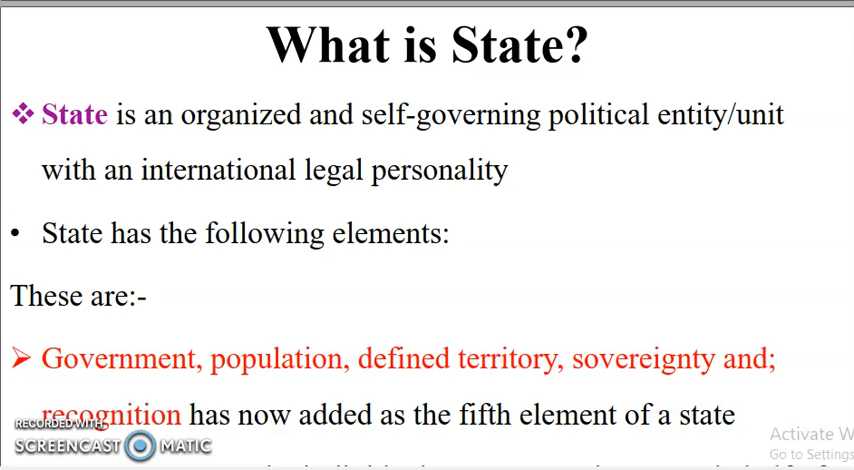 What is State?
❖ State is an organized and self-governing political entity/unit
with an international legal personality
• State has the following elements:
These are:-
➢ Government, population, defined territory, sovereignty and;
recognition has now added as the fifth element of a state
RECORDED WITH
SCREENCAST MATIC
Activate W
Go to Settings